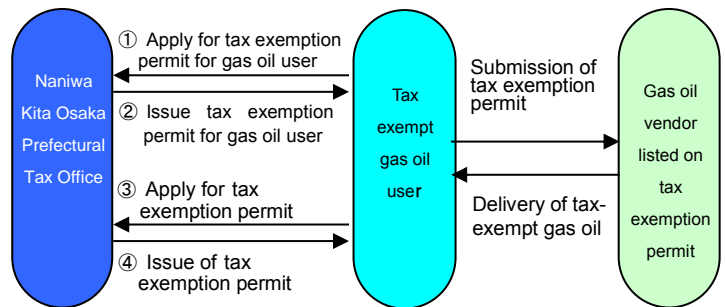 Naniwa
Kita Osaka
Prefectural
Tax Office
① Apply for tax exemption
permit for gas oil user
② Issue tax exemption
permit for gas oil user
③ Apply for tax
exemption permit
④ Issue of tax
exemption permit
Tax
exempt
gas oil
user
Submission of
tax exemption
permit
Delivery of tax-
exempt gas oil
Gas oil
vendor
listed on
tax
exemption
permit